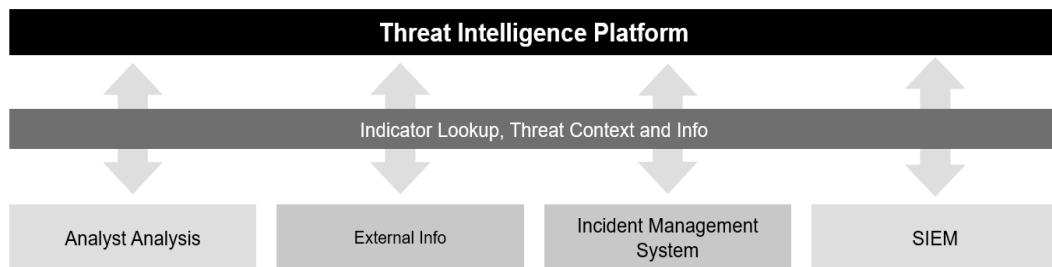 Threat Intelligence Platform
Indicator Lookup, Threat Context and Info
Analyst Analysis
External Info
Incident Management
System
SIEM